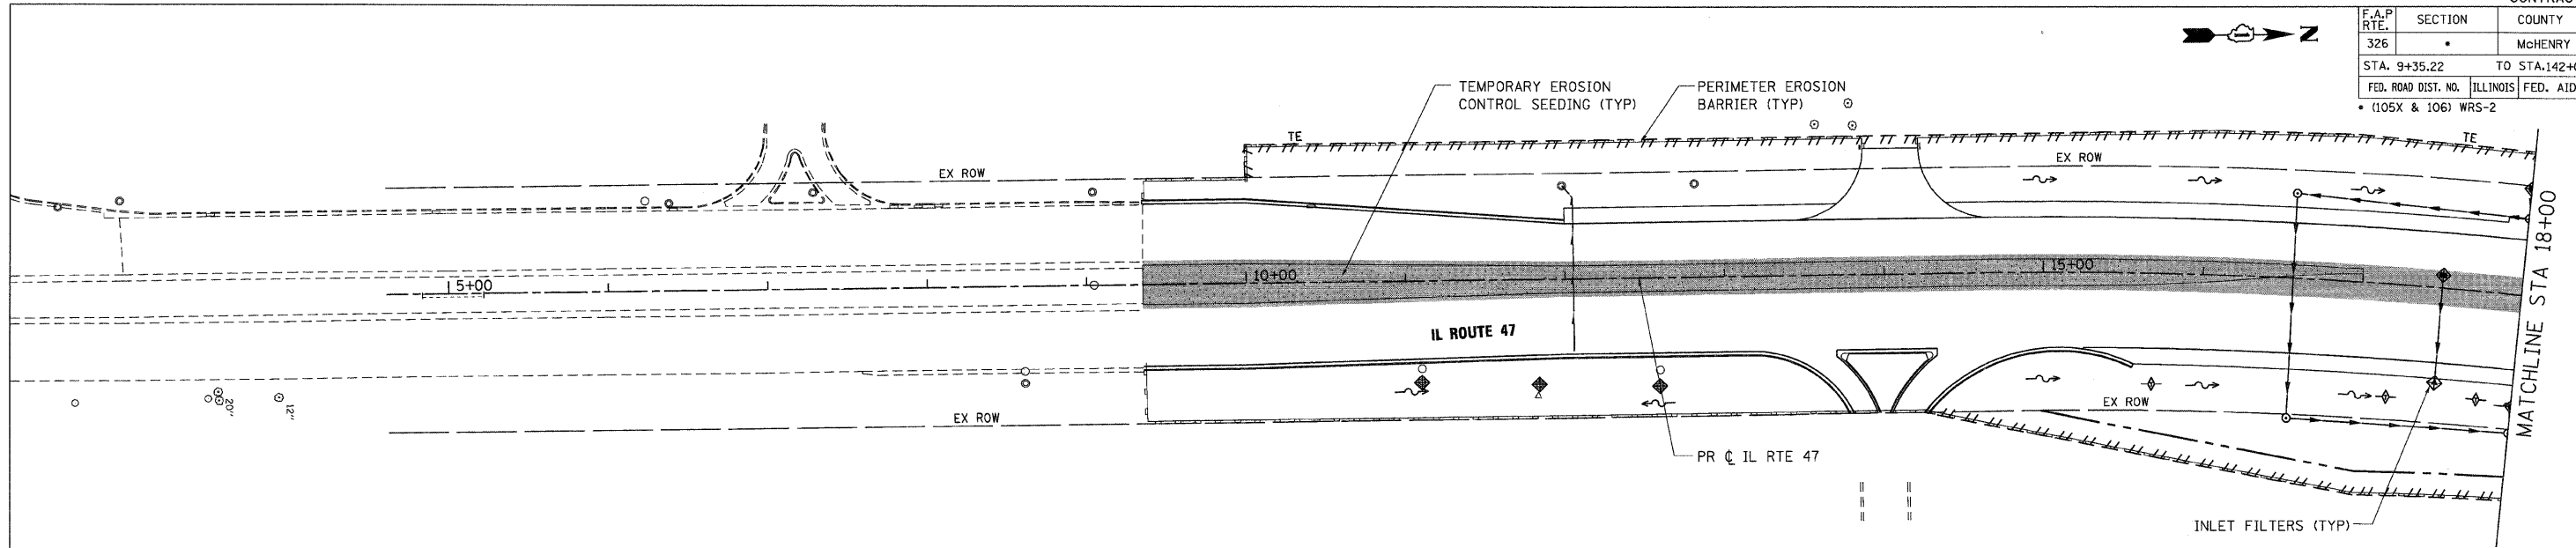 F.A.P RTE. SECTION COUNTY
326 • McHENRY
STA. 9+35.22 TO STA.142+
FED. ROAD DIST. NO. ILLINOIS FED. AID
• (105X & 106) WRS-2
N
TEMPORARY EROSION
CONTROL SEEDING (TYP)
PERIMETER EROSION
BARRIER (TYP)
TE
TE
EX ROW
EX ROW
5+00
10+00
15+00
IL ROUTE 47
MATCHLINE STA 18+00
20"
12"
EX ROW
EX ROW
PR ℄ IL RTE 47
INLET FILTERS (TYP)